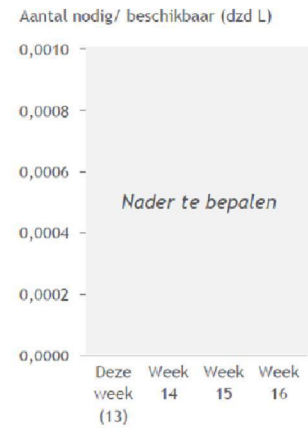 Aantal nodig/ beschikbaar (dzd L)
0,0010
0,0008
0,0006
Nader te bepalen
0,0004
0,0002
0,0000
Deze week (13) Week 14 Week 15 Week 16